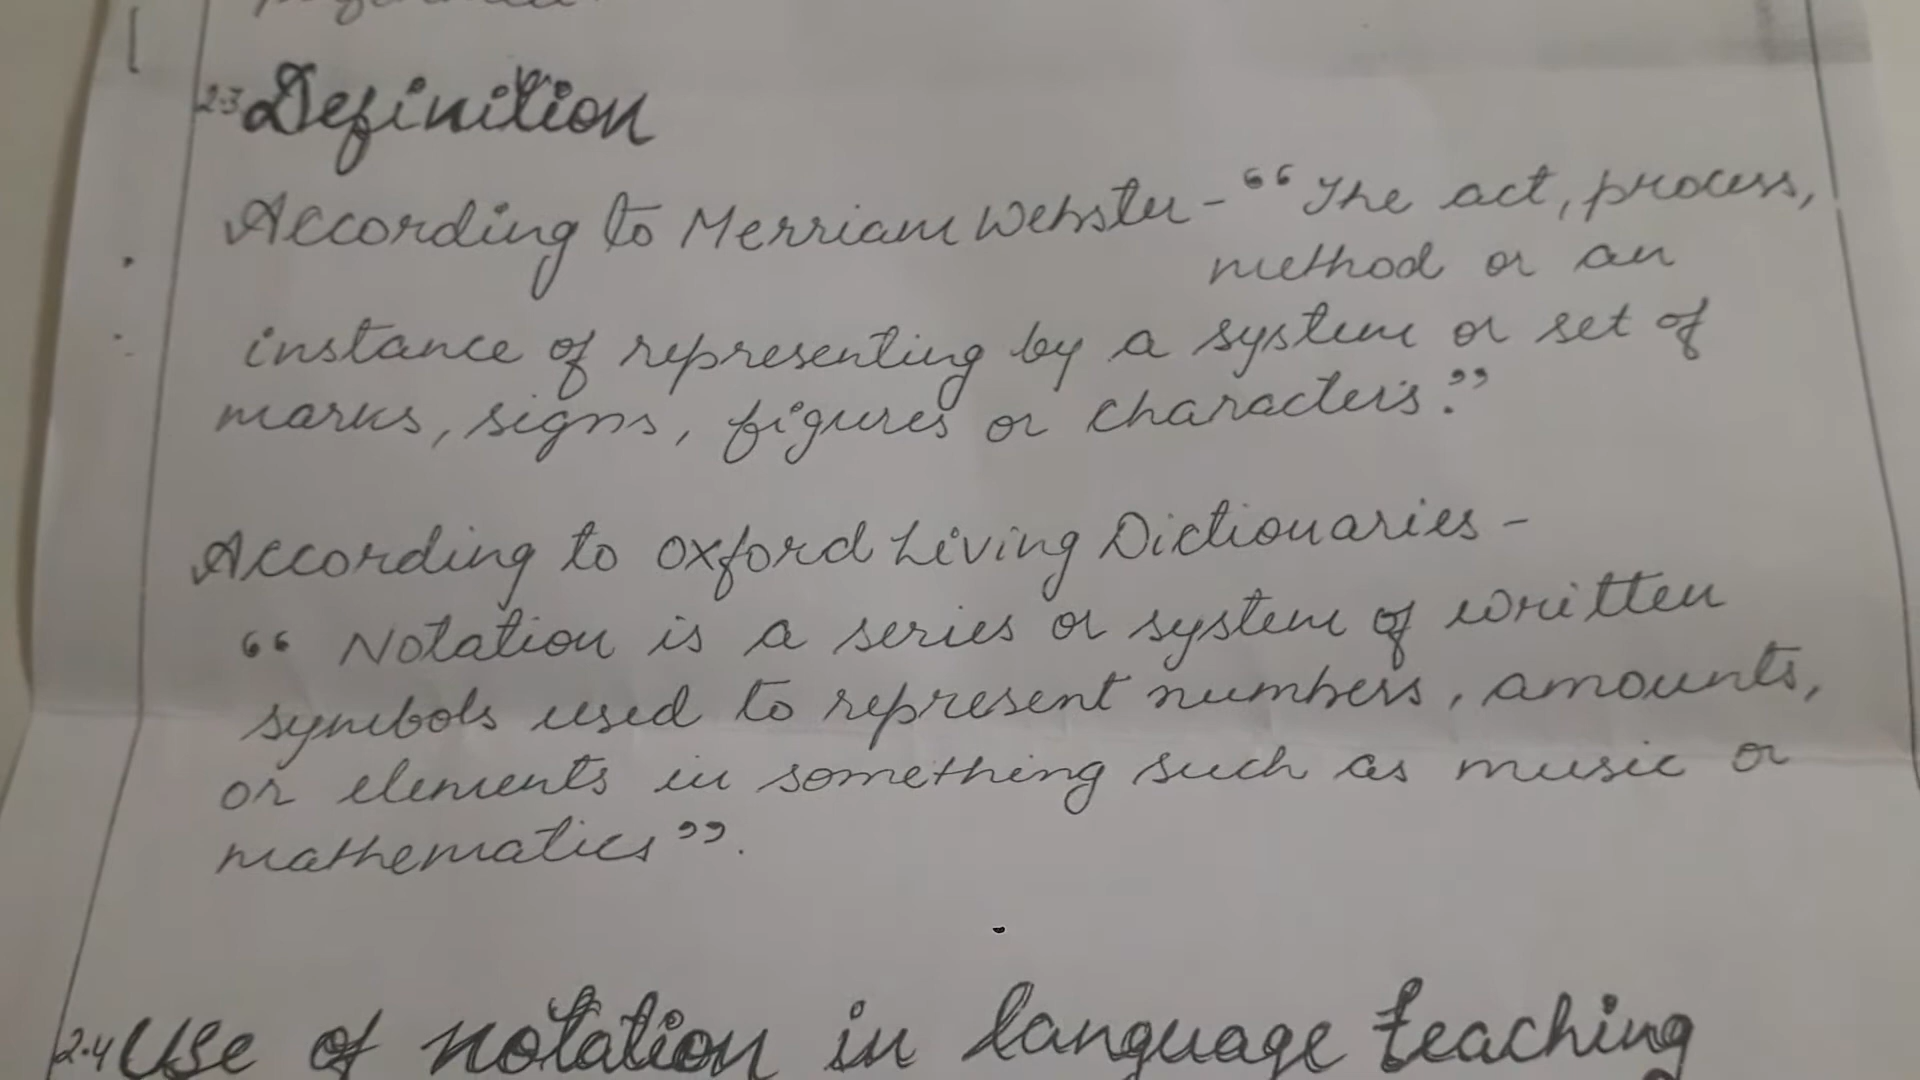 2.3 Definition
According to Merriam Webster - “The act, process,
method or an
instance of representing by a system or set of
marks, signs, figures or characters.”
According to Oxford Living Dictionaries -
“Notation is a series or system of written
symbols used to represent numbers, amounts,
or elements in something such as music or
mathematics”.
2.4 Use of notation in language teaching